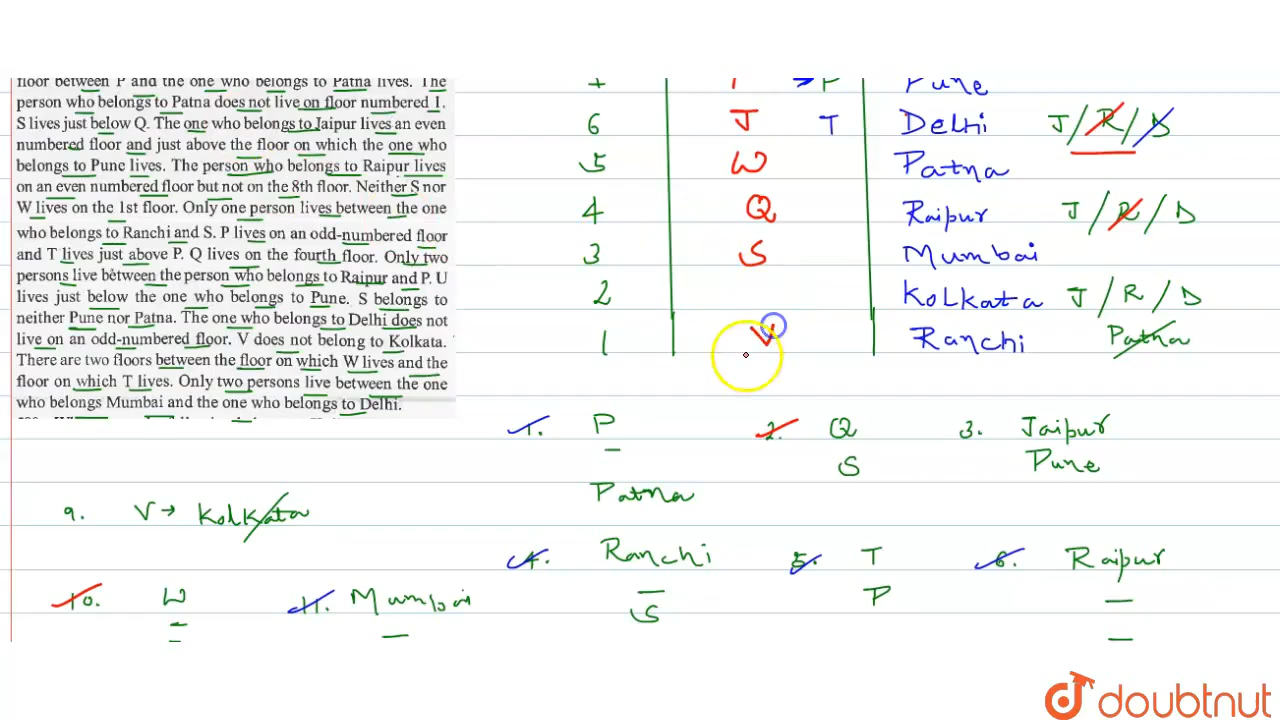 floor between P and the one who belongs to Patna lives. The
person who belongs to Patna does not live on floor numbered 1.
S lives just below Q. The one who belongs to Jaipur lives an even
numbered floor and just above the floor on which the one who
belongs to Pune lives. The person who belongs to Raipur lives
on an even numbered floor but not on the 8th floor. Neither S nor
W lives on the 1st floor. Only one person lives between the one
who belongs to Ranchi and S. P lives on an odd-numbered floor
and T lives just above P. Q lives on the fourth floor. Only two
persons live between the person who belongs to Raipur and P. U
lives just below the one who belongs to Pune. S belongs to
neither Pune nor Patna. The one who belongs to Delhi does not
live on an odd-numbered floor. V does not belong to Kolkata.
There are two floors between the floor on which W lives and the
floor on which T lives. Only two persons live between the one
who belongs Mumbai and the one who belongs to Delhi.
P Pune
6 J T Delhi J/R/D
5 W Patna
4 Q Raipur J/R/D
3 S Mumbai
2 Kolkata J/R/D
1 V Ranchi Patna
1. P 2. Q 3. Jaipur
S Pune
Patna
9. V → Kolkata
4. Ranchi 5. T 6. Raipur
10. W 11. Mumbai P
S
doubtnut